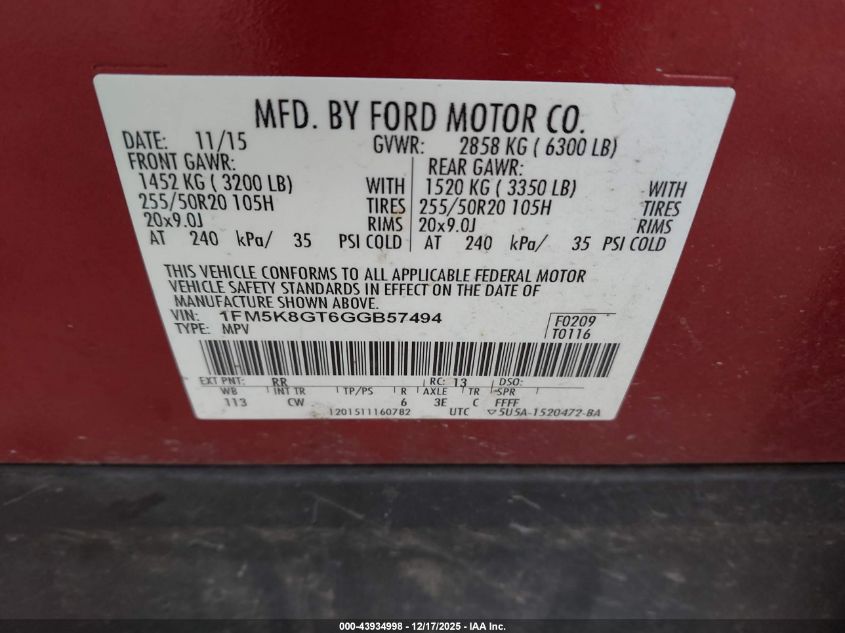 MFD. BY FORD MOTOR CO.
DATE: 11/15 GVWR: 2858 KG ( 6300 LB)
FRONT GAWR: REAR GAWR:
1452 KG ( 3200 LB) WITH 1520 KG ( 3350 LB) WITH
255/50R20 105H TIRES 255/50R20 105H TIRES
20x9.0J RIMS 20x9.0J RIMS
AT 240 kPa/ 35 PSI COLD AT 240 kPa/ 35 PSI COLD
THIS VEHICLE CONFORMS TO ALL APPLICABLE FEDERAL MOTOR
VEHICLE SAFETY STANDARDS IN EFFECT ON THE DATE OF
MANUFACTURE SHOWN ABOVE.
VIN: 1FM5K8GT6GGB57494 F0209
TYPE: MPV T0116
EXT PNT: RR RC: 13 DSO:
WB INT TR TP/PS R AXLE TR SPR
113 CW 6 3E C FFFF
1201511160782 UTC ▽5U5A-1520472-BA
000-43934998 - 12/17/2025 - IAA Inc.